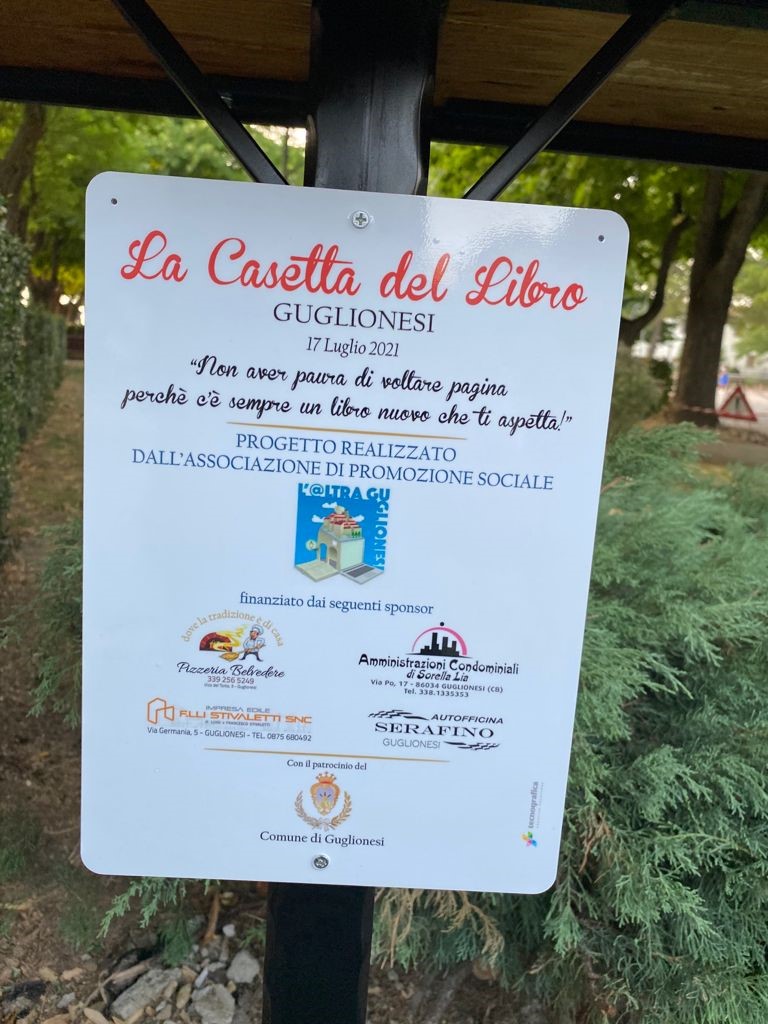 La Casetta del Libro
GUGLIONESI
17 Luglio 2021
“Non aver paura di voltare pagina
perchè c'è sempre un libro nuovo che ti aspetta!”
PROGETTO REALIZZATO
DALL'ASSOCIAZIONE DI PROMOZIONE SOCIALE
L'@LTRA GUGLIONESI
finanziato dai seguenti sponsor
dove la tradizione è di casa
Pizzeria Belvedere
339 256 5249
Amministrazioni Condominiali
di Sorella Lia
Via Po, 17 - 86034 GUGLIONESI (CB)
Tel. 338.1335353
IMPRESA EDILE
F.LLI STIVALETTI SNC
Via Germania, 5 - GUGLIONESI - TEL. 0875 680492
AUTOFFICINA
SERAFINO
GUGLIONESI
Con il patrocinio del
Comune di Guglionesi
tecnografica